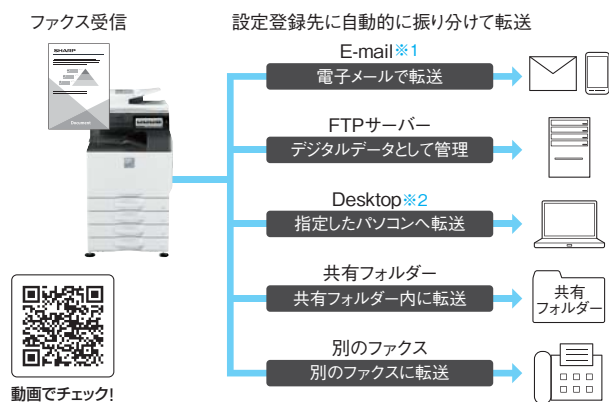 ファクス受信
設定登録先に自動的に振り分けて転送
SHARP
Document
E-mail※1
電子メールで転送
FTPサーバー
デジタルデータとして管理
Desktop※2
指定したパソコンへ転送
共有フォルダー
共有フォルダー内に転送
共有
フォルダー
別のファクス
別のファクスに転送
動画でチェック!